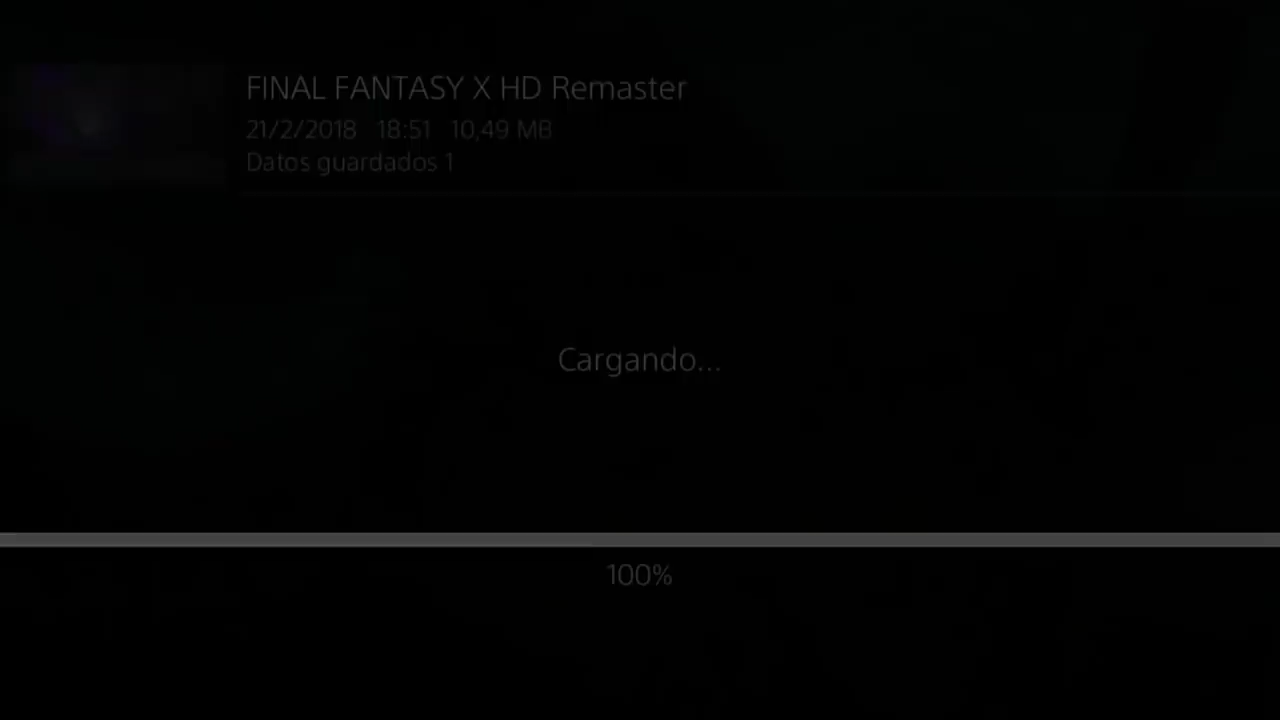 FINAL FANTASY X HD Remaster
21/2/2018 18:51 10,49 MB
Datos guardados 1
Cargando...
100%